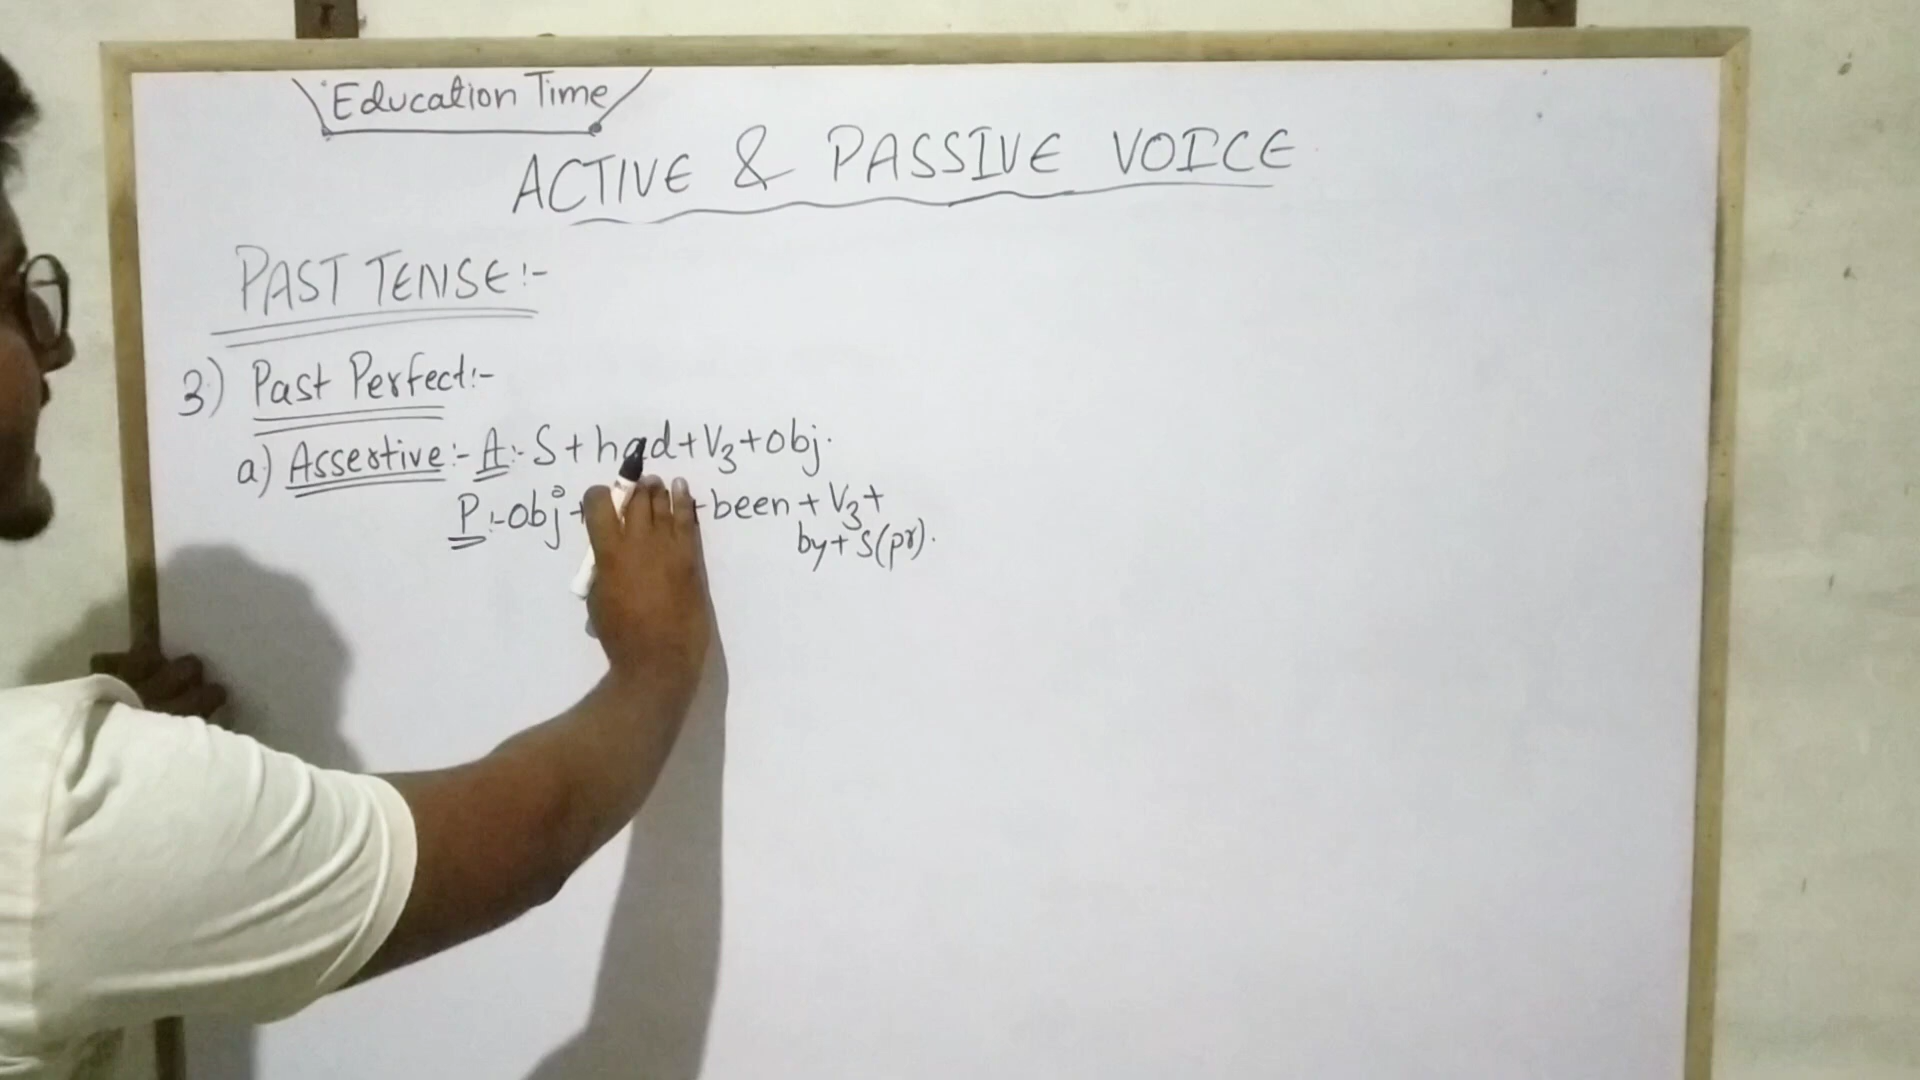 Education Time
ACTIVE & PASSIVE VOICE
PAST TENSE:-
3) Past Perfect:-
a) Assertive:- A:- S + had + V3 + Obj.
P:- Obj + + been + V3 +
by + S(pr).